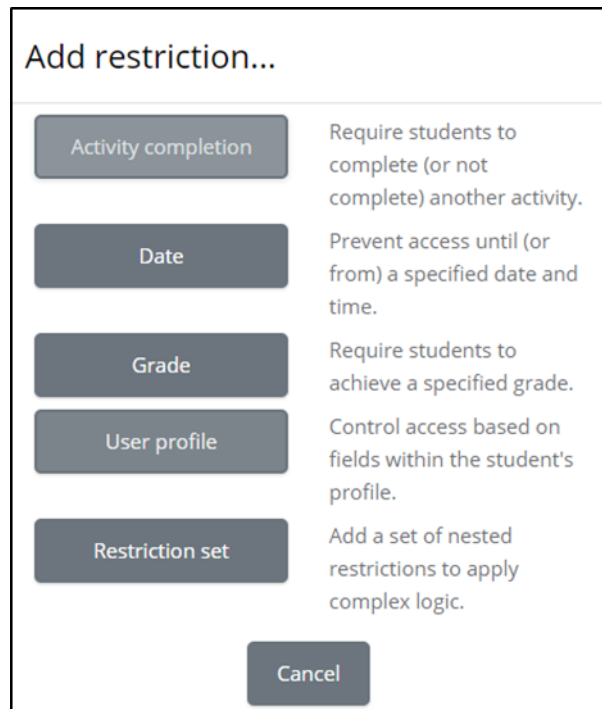 Add restriction...
Activity completion
Require students to
complete (or not
complete) another activity.
Date
Prevent access until (or
from) a specified date and
time.
Grade
Require students to
achieve a specified grade.
User profile
Control access based on
fields within the student's
profile.
Restriction set
Add a set of nested
restrictions to apply
complex logic.
Cancel